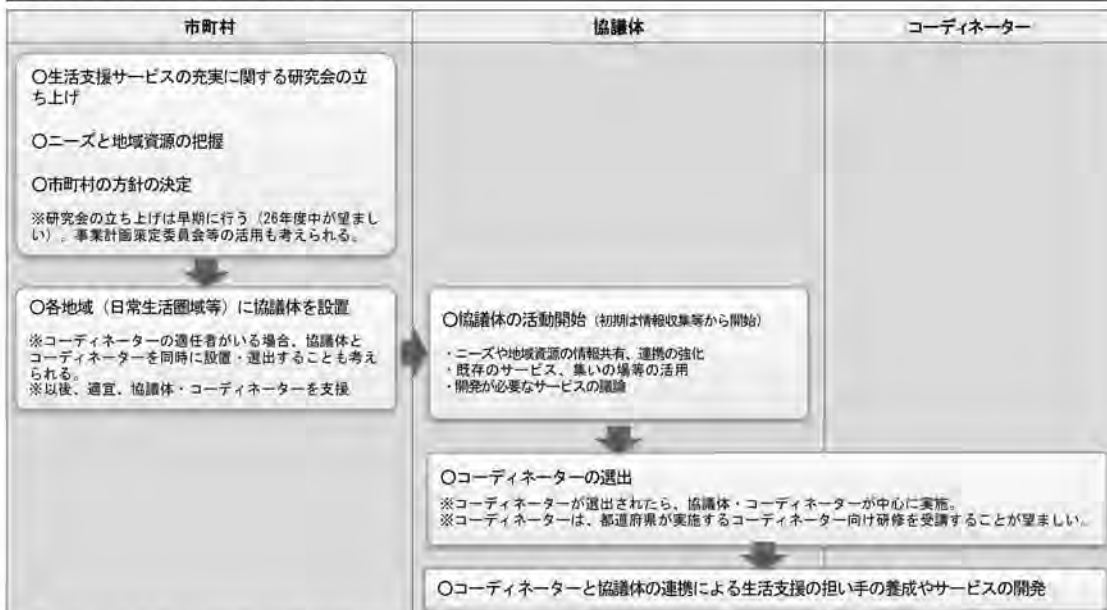 市町村
協議体
コーディネーター
〇生活支援サービスの充実に関する研究会の立
ち上げ
〇ニーズと地域資源の把握
〇市町村の方針の決定
※研究会の立ち上げは早期に行う（26年度中が望まし
い）。事業計画策定委員会等の活用も考えられる。
〇各地域（日常生活圏域等）に協議体を設置
※コーディネーターの適任者がいる場合、協議体と
コーディネーターを同時に設置・選出することも考え
られる。
※以後、適宜、協議体・コーディネーターを支援
〇協議体の活動開始（初期は情報収集等から開始）
・ニーズや地域資源の情報共有、連携の強化
・既存のサービス、集いの場等の活用
・開発が必要なサービスの議論
〇コーディネーターの選出
※コーディネーターが選出されたら、協議体・コーディネーターが中心に実施。
※コーディネーターは、都道府県が実施するコーディネーター向け研修を受講することが望ましい。
〇コーディネーターと協議体の連携による生活支援の担い手の養成やサービスの開発